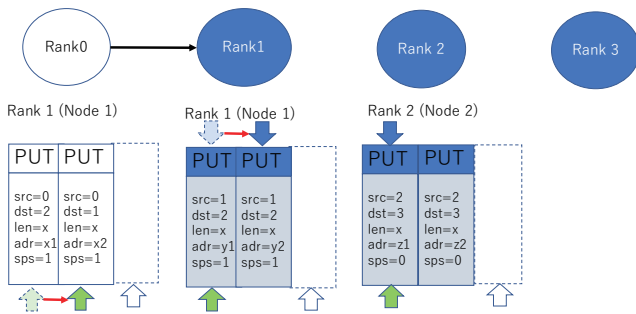 Rank0
Rank1
Rank 2
Rank 3
Rank 1 (Node 1)
Rank 1 (Node 1)
Rank 2 (Node 2)
PUT
src=0
dst=2
len=x
adr=x1
sps=1
PUT
src=0
dst=1
len=x
adr=x2
sps=1
PUT
src=1
dst=2
len=x
adr=y1
sps=1
PUT
src=1
dst=2
len=x
adr=y2
sps=1
PUT
src=2
dst=3
len=x
adr=z1
sps=0
PUT
src=2
dst=3
len=x
adr=z2
sps=0